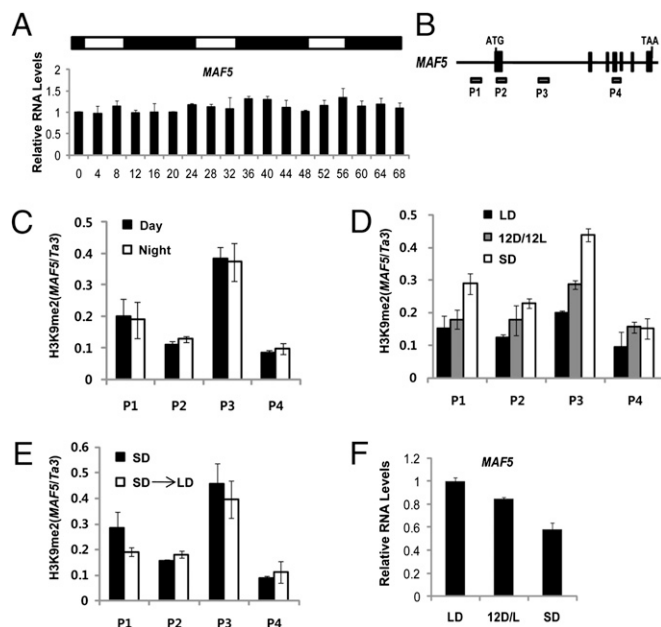 A
MAF5
Relative RNA Levels
2
1.5
1
0.5
0
0 4 8 12 16 20 24 28 32 36 40 44 48 52 56 60 64 68
B
ATG
TAA
MAF5
P1
P2
P3
P4
C
Day
Night
H3K9me2(MAF5/Ta3)
0.5
0.4
0.3
0.2
0.1
0
P1 P2 P3 P4
D
LD
12D/12L
SD
H3K9me2(MAF5/Ta3)
0.5
0.4
0.3
0.2
0.1
0
P1 P2 P3 P4
E
SD
SD→LD
H3K9me2(MAF5/Ta3)
0.6
0.5
0.4
0.3
0.2
0.1
0
P1 P2 P3 P4
F
MAF5
Relative RNA Levels
1.2
1
0.8
0.6
0.4
0.2
0
LD 12D/L SD